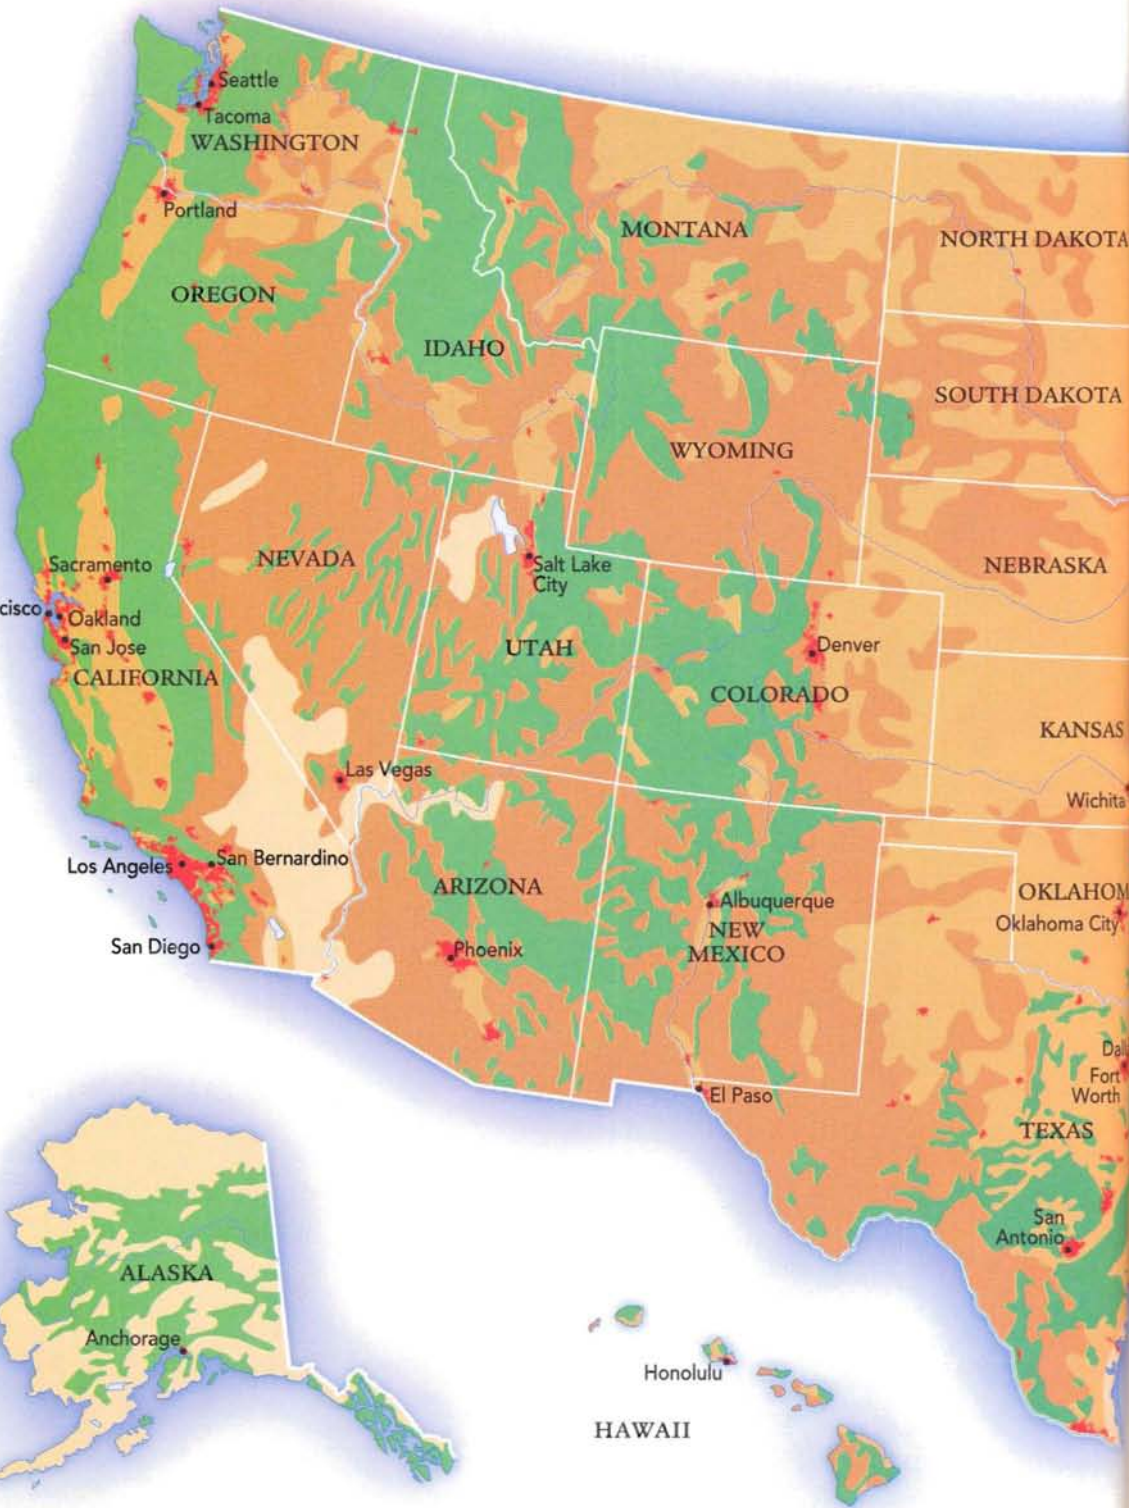 Seattle
Tacoma
WASHINGTON
Portland
MONTANA
NORTH DAKOTA
OREGON
IDAHO
SOUTH DAKOTA
WYOMING
NEVADA
Sacramento
Salt Lake
City
NEBRASKA
cisco
Oakland
San Jose
UTAH
Denver
CALIFORNIA
COLORADO
KANSAS
Las Vegas
Wichita
Los Angeles
San Bernardino
ARIZONA
Albuquerque
NEW
MEXICO
OKLAHOM
Oklahoma City
San Diego
Phoenix
Dal
Fort
Worth
El Paso
TEXAS
San
Antonio
ALASKA
Anchorage
Honolulu
HAWAII